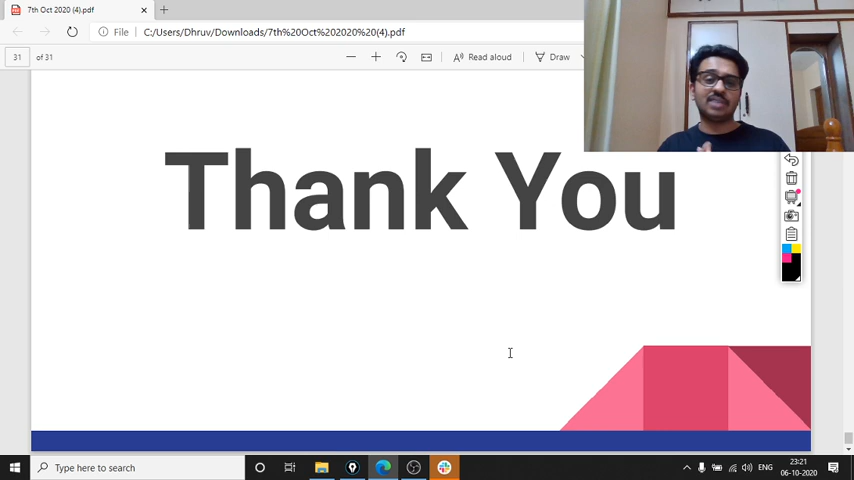 7th Oct 2020 (4).pdf
File
C:/Users/Dhruv/Downloads/7th%20Oct%202020%20(4).pdf
31 of 31
Read aloud
Draw
Thank You
Type here to search
ENG
23:21
06-10-2020